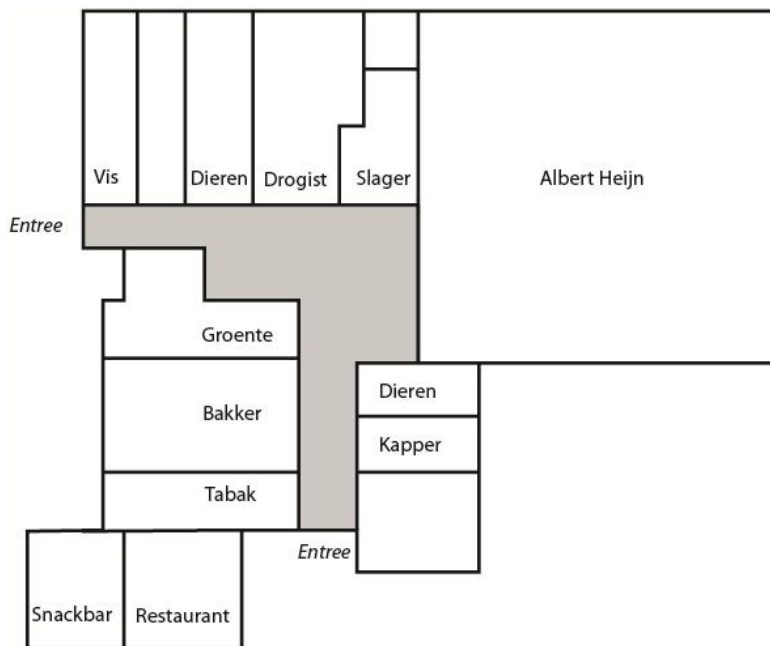 Vis
Dieren
Drogist
Slager
Albert Heijn
Entree
Groente
Dieren
Bakker
Kapper
Tabak
Entree
Snackbar
Restaurant